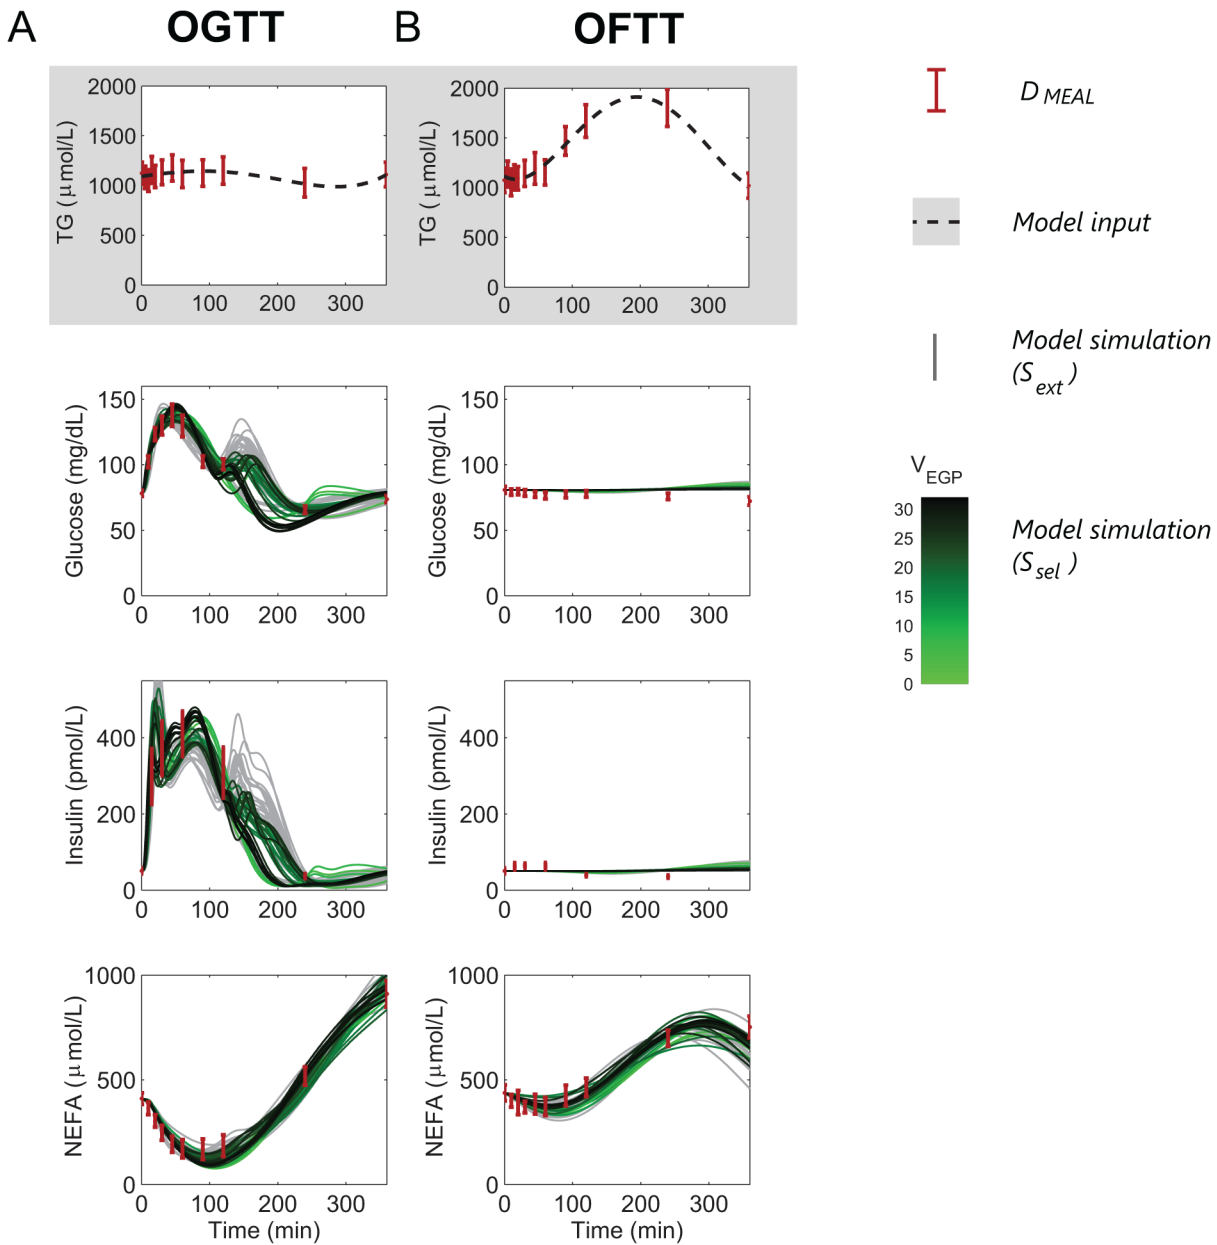 A OGTT B OFTT
TG ( μmol/L)
2000
1500
1000
500
0
0 100 200 300
TG ( μmol/L)
2000
1500
1000
500
0
0 100 200 300
Glucose (mg/dL)
150
100
50
0
0 100 200 300
Glucose (mg/dL)
150
100
50
0
0 100 200 300
Insulin (pmol/L)
400
200
0
0 100 200 300
Insulin (pmol/L)
400
200
0
0 100 200 300
NEFA (μmol/L)
1000
500
0
0 100 200 300
Time (min)
NEFA (μmol/L)
1000
500
0
0 100 200 300
Time (min)
D MEAL
Model input
Model simulation
(S ext )
V EGP
30
25
20
15
10
5
0
Model simulation
(S sel )